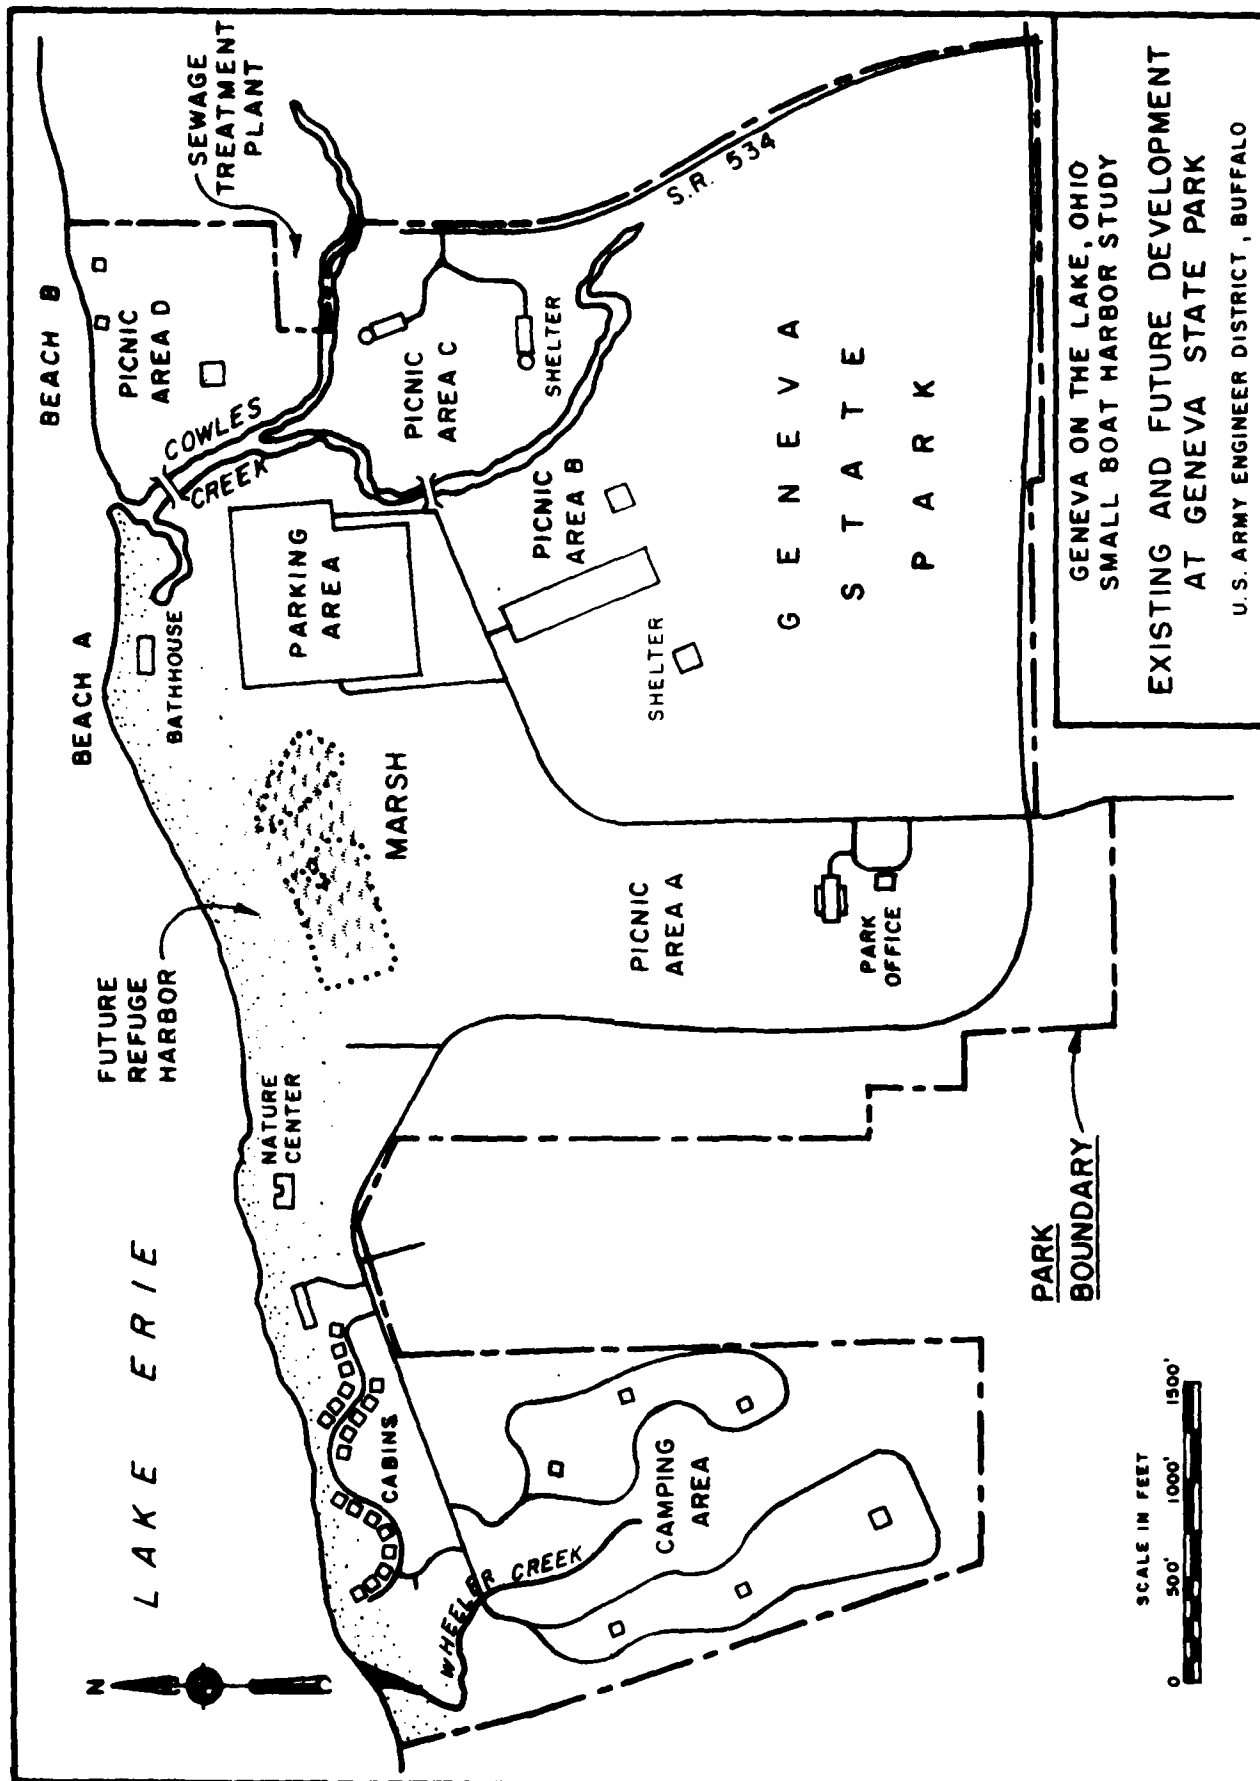 N
LAKE ERIE
BEACH A
BEACH B
FUTURE
REFUGE
HARBOR
SEWAGE
TREATMENT
PLANT
PICNIC
AREA D
COWLES
CREEK
BATHHOUSE
PARKING
AREA
PICNIC
AREA C
SHELTER
S.R. 534
NATURE
CENTER
MARSH
PICNIC
AREA B
SHELTER
CABINS
WHEELER CREEK
CAMPING
AREA
PICNIC
AREA A
PARK
OFFICE
GENEVA
STATE
PARK
PARK
BOUNDARY
SCALE IN FEET
0 500' 1000' 1500'
GENEVA ON THE LAKE, OHIO
SMALL BOAT HARBOR STUDY
EXISTING AND FUTURE DEVELOPMENT
AT GENEVA STATE PARK
U.S. ARMY ENGINEER DISTRICT, BUFFALO